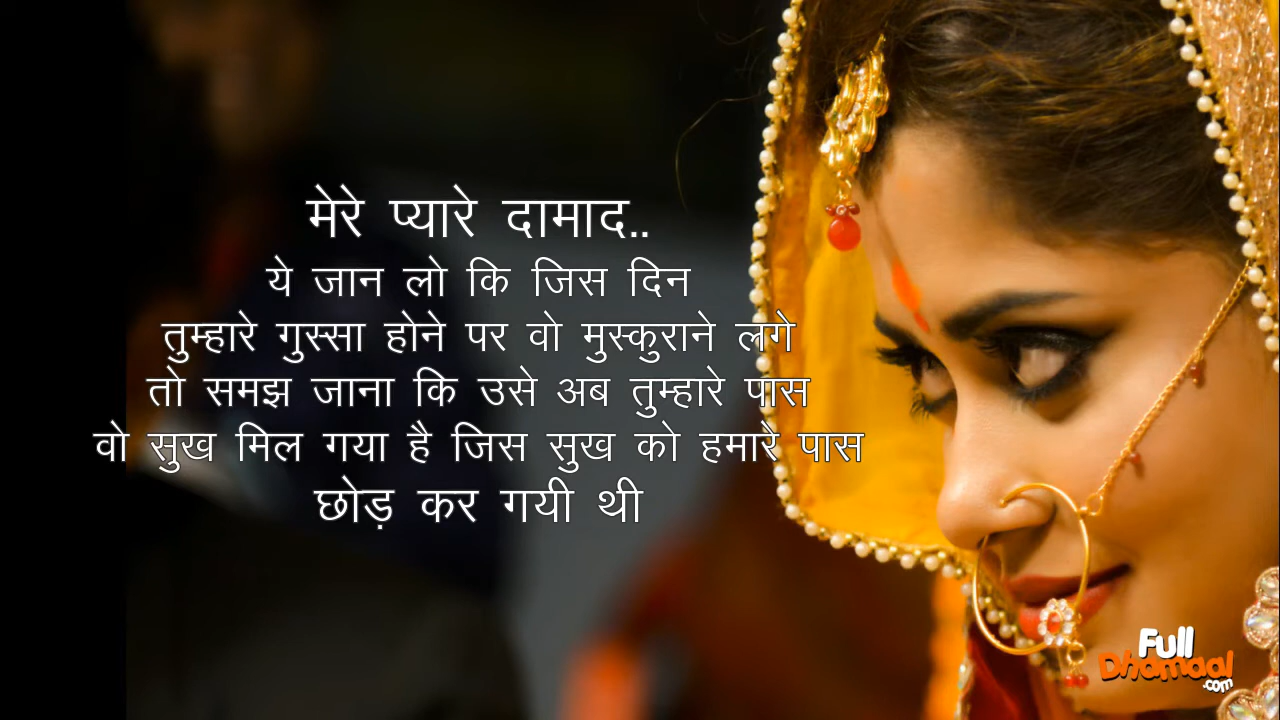 मेरे प्यारे दामाद..
ये जान लो कि जिस दिन
तुम्हारे गुस्सा होने पर वो मुस्कुराने लगे
तो समझ जाना कि उसे अब तुम्हारे पास
वो सुख मिल गया है जिस सुख को हमारे पास
छोड़ कर गयी थी
Full
Dhamaal
.com